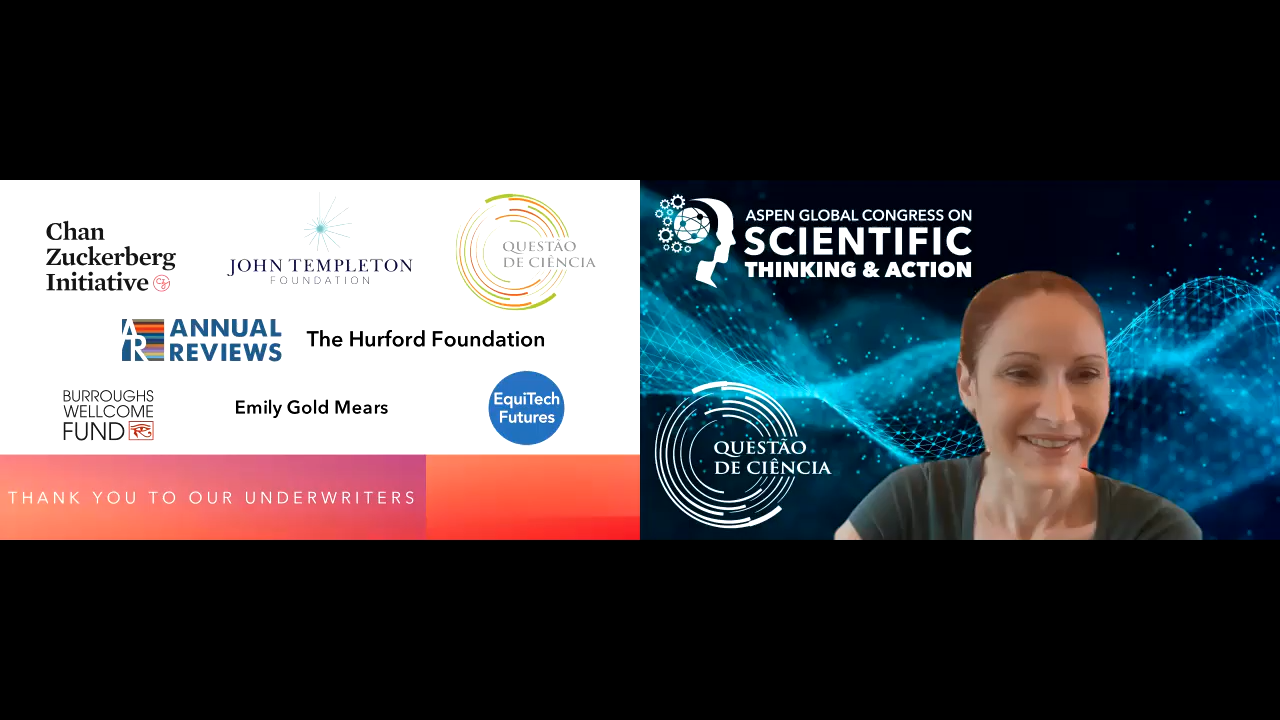 Chan
Zuckerberg
Initiative
JOHN TEMPLETON
FOUNDATION
QUESTÃO
DE CIÊNCIA
AR
ANNUAL
REVIEWS
The Hurford Foundation
BURROUGHS
WELLCOME
FUND
Emily Gold Mears
EquiTech
Futures
THANK YOU TO OUR UNDERWRITERS
ASPEN GLOBAL CONGRESS ON
SCIENTIFIC
THINKING & ACTION
QUESTÃO
DE CIÊNCIA